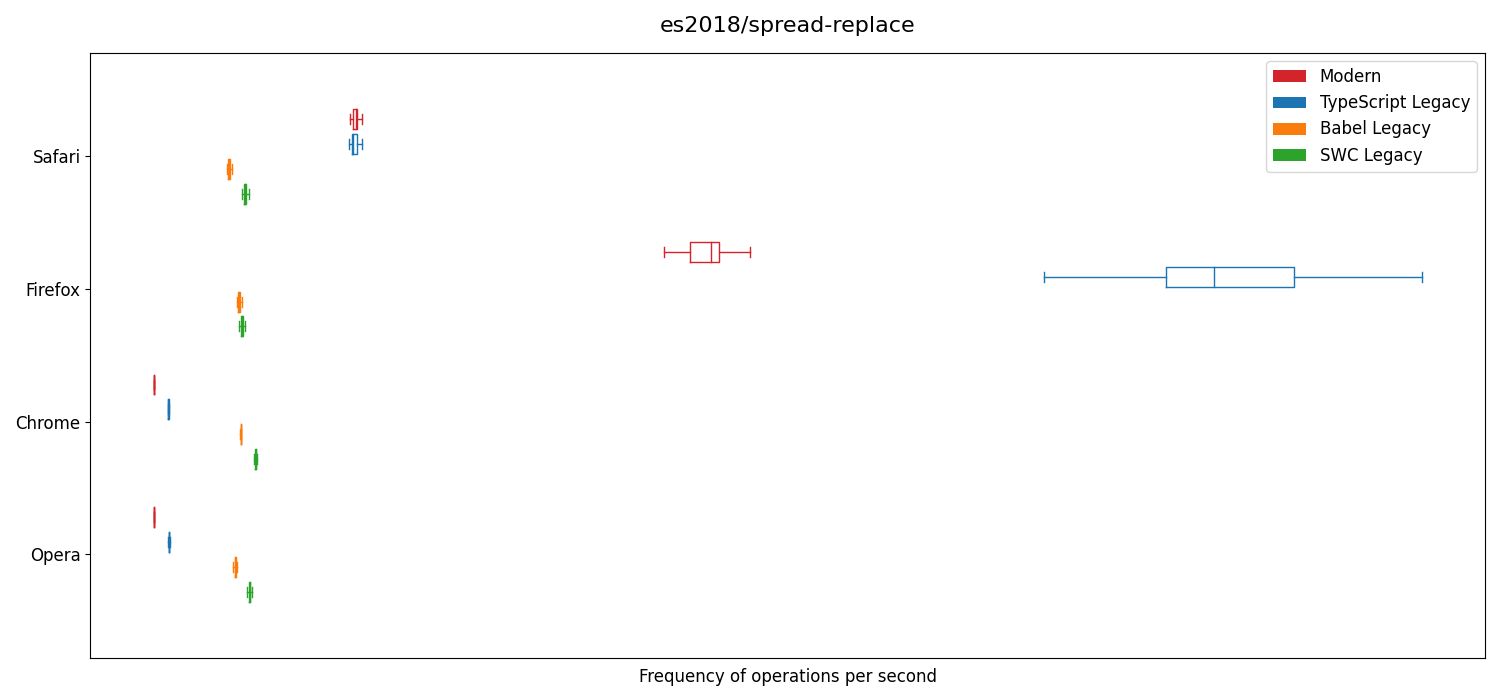 es2018/spread-replace
Modern
TypeScript Legacy
Babel Legacy
SWC Legacy
Safari
Firefox
Chrome
Opera
Frequency of operations per second